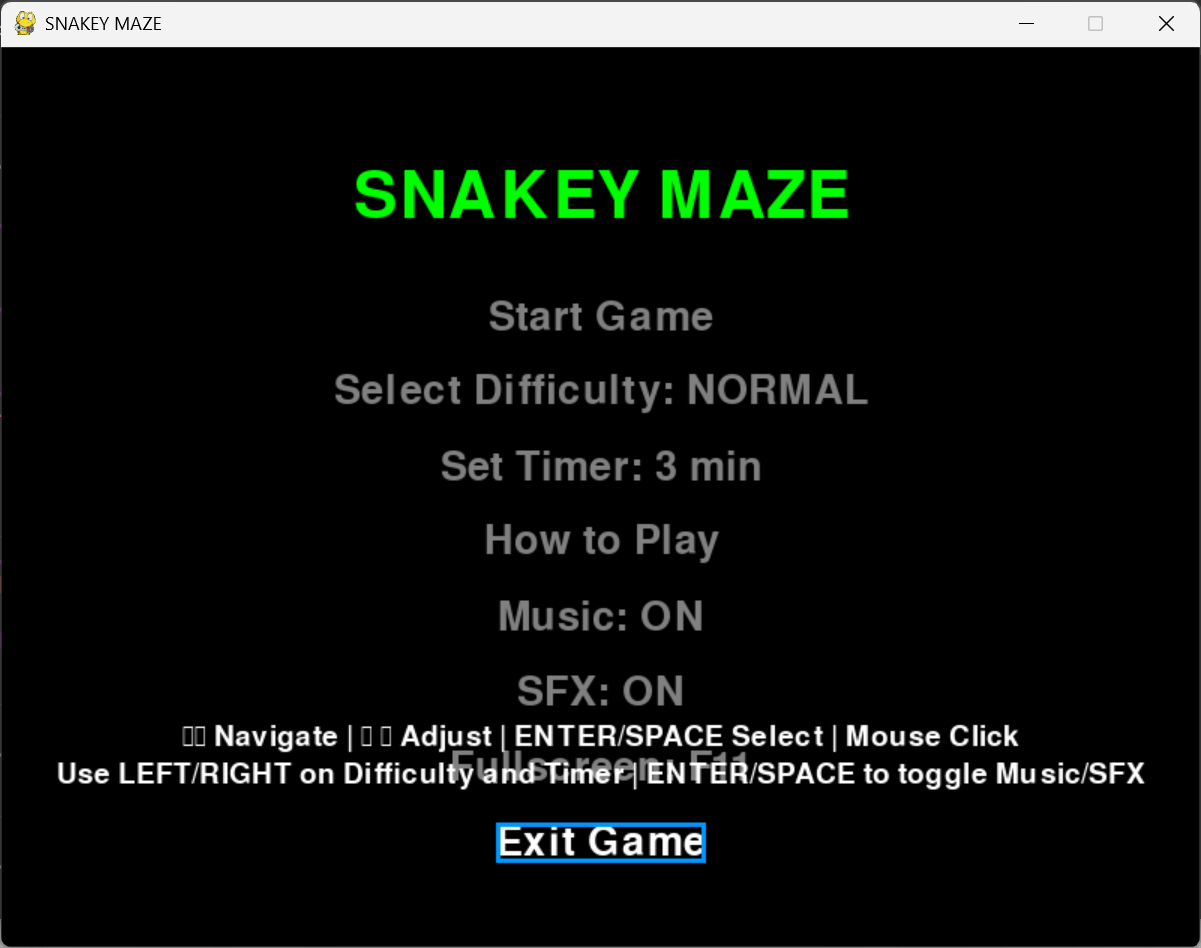 SNAKEY MAZE
SNAKEY MAZE
Start Game
Select Difficulty: NORMAL
Set Timer: 3 min
How to Play
Music: ON
SFX: ON
▯▯ Navigate | ▯ ▯ Adjust | ENTER/SPACE Select | Mouse Click
Fullscreen: F11
Use LEFT/RIGHT on Difficulty and Timer | ENTER/SPACE to toggle Music/SFX
Exit Game